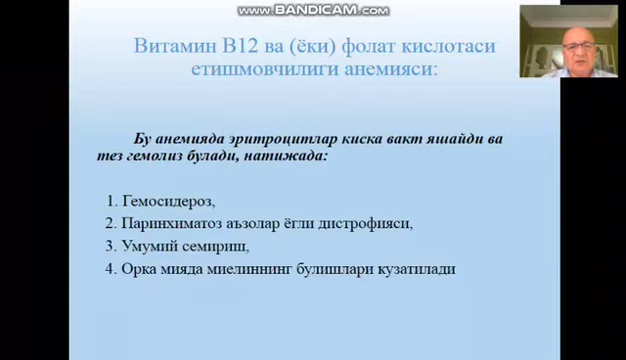 www.BANDICAM.com
Витамин В12 ва (ёки) фолат кислотаси
етишмовчилиги анемияси:
Бу анемияда эритроцитлар киска вакт яшайди ва
тез гемолиз булади, натижада:
1. Гемосидероз,
2. Паринхиматоз аъзолар ёгли дистрофияси,
3. Умумий семириш,
4. Орка мияда миелиннинг булишлари кузатилади